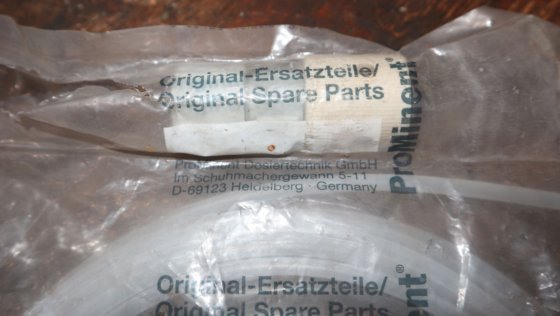 Original-Ersatzteile/
Original Spare Parts
ProMinent®
ProMinent Dosiertechnik GmbH
Im Schuhmachergewann 5-11
D-69123 Heidelberg · Germany
Original-Ersatzteile/
Original Spare Parts
®